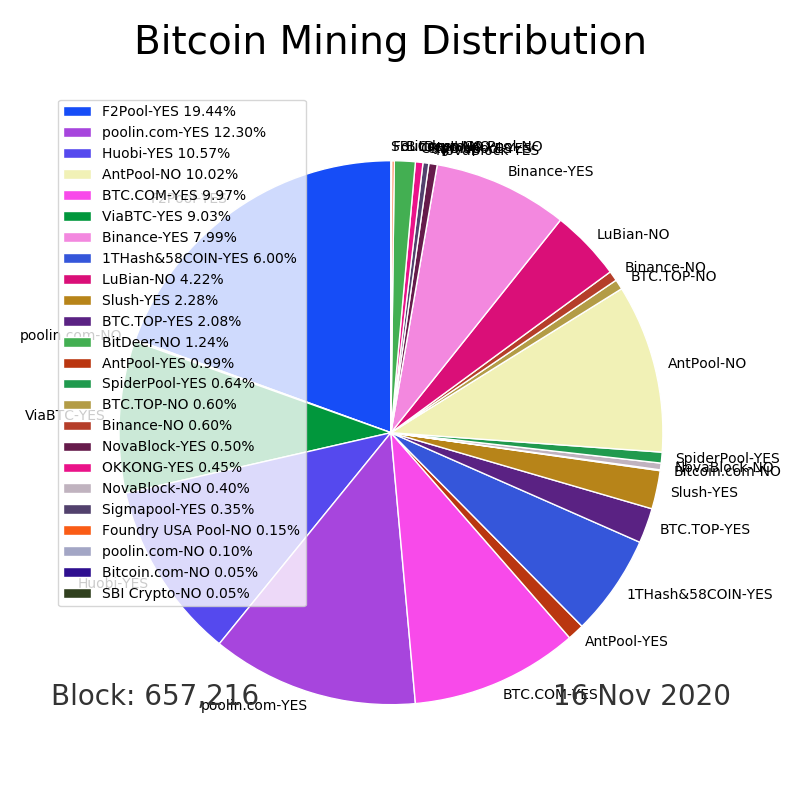 Bitcoin Mining Distribution
F2Pool-YES 19.44%
poolin.com-YES 12.30%
Huobi-YES 10.57%
AntPool-NO 10.02%
BTC.COM-YES 9.97%
ViaBTC-YES 9.03%
Binance-YES 7.99%
1THash&58COIN-YES 6.00%
LuBian-NO 4.22%
Slush-YES 2.28%
BTC.TOP-YES 2.08%
BitDeer-NO 1.24%
AntPool-YES 0.99%
SpiderPool-YES 0.64%
BTC.TOP-NO 0.60%
Binance-NO 0.60%
NovaBlock-YES 0.50%
OKKONG-YES 0.45%
NovaBlock-NO 0.40%
Sigmapool-YES 0.35%
Foundry USA Pool-NO 0.15%
poolin.com-NO 0.10%
Bitcoin.com-NO 0.05%
SBI Crypto-NO 0.05%
Binance-YES
LuBian-NO
Binance-NO
BTC.TOP-NO
AntPool-NO
SpiderPool-YES
NovaBlock-NO
Bitcoin.com-NO
Slush-YES
BTC.TOP-YES
1THash&58COIN-YES
AntPool-YES
BTC.COM-YES
poolin.com-YES
Huobi-YES
ViaBTC-YES
poolin.com-NO
F2Pool-YES
NovaBlock-YES
Block: 657,216
16 Nov 2020